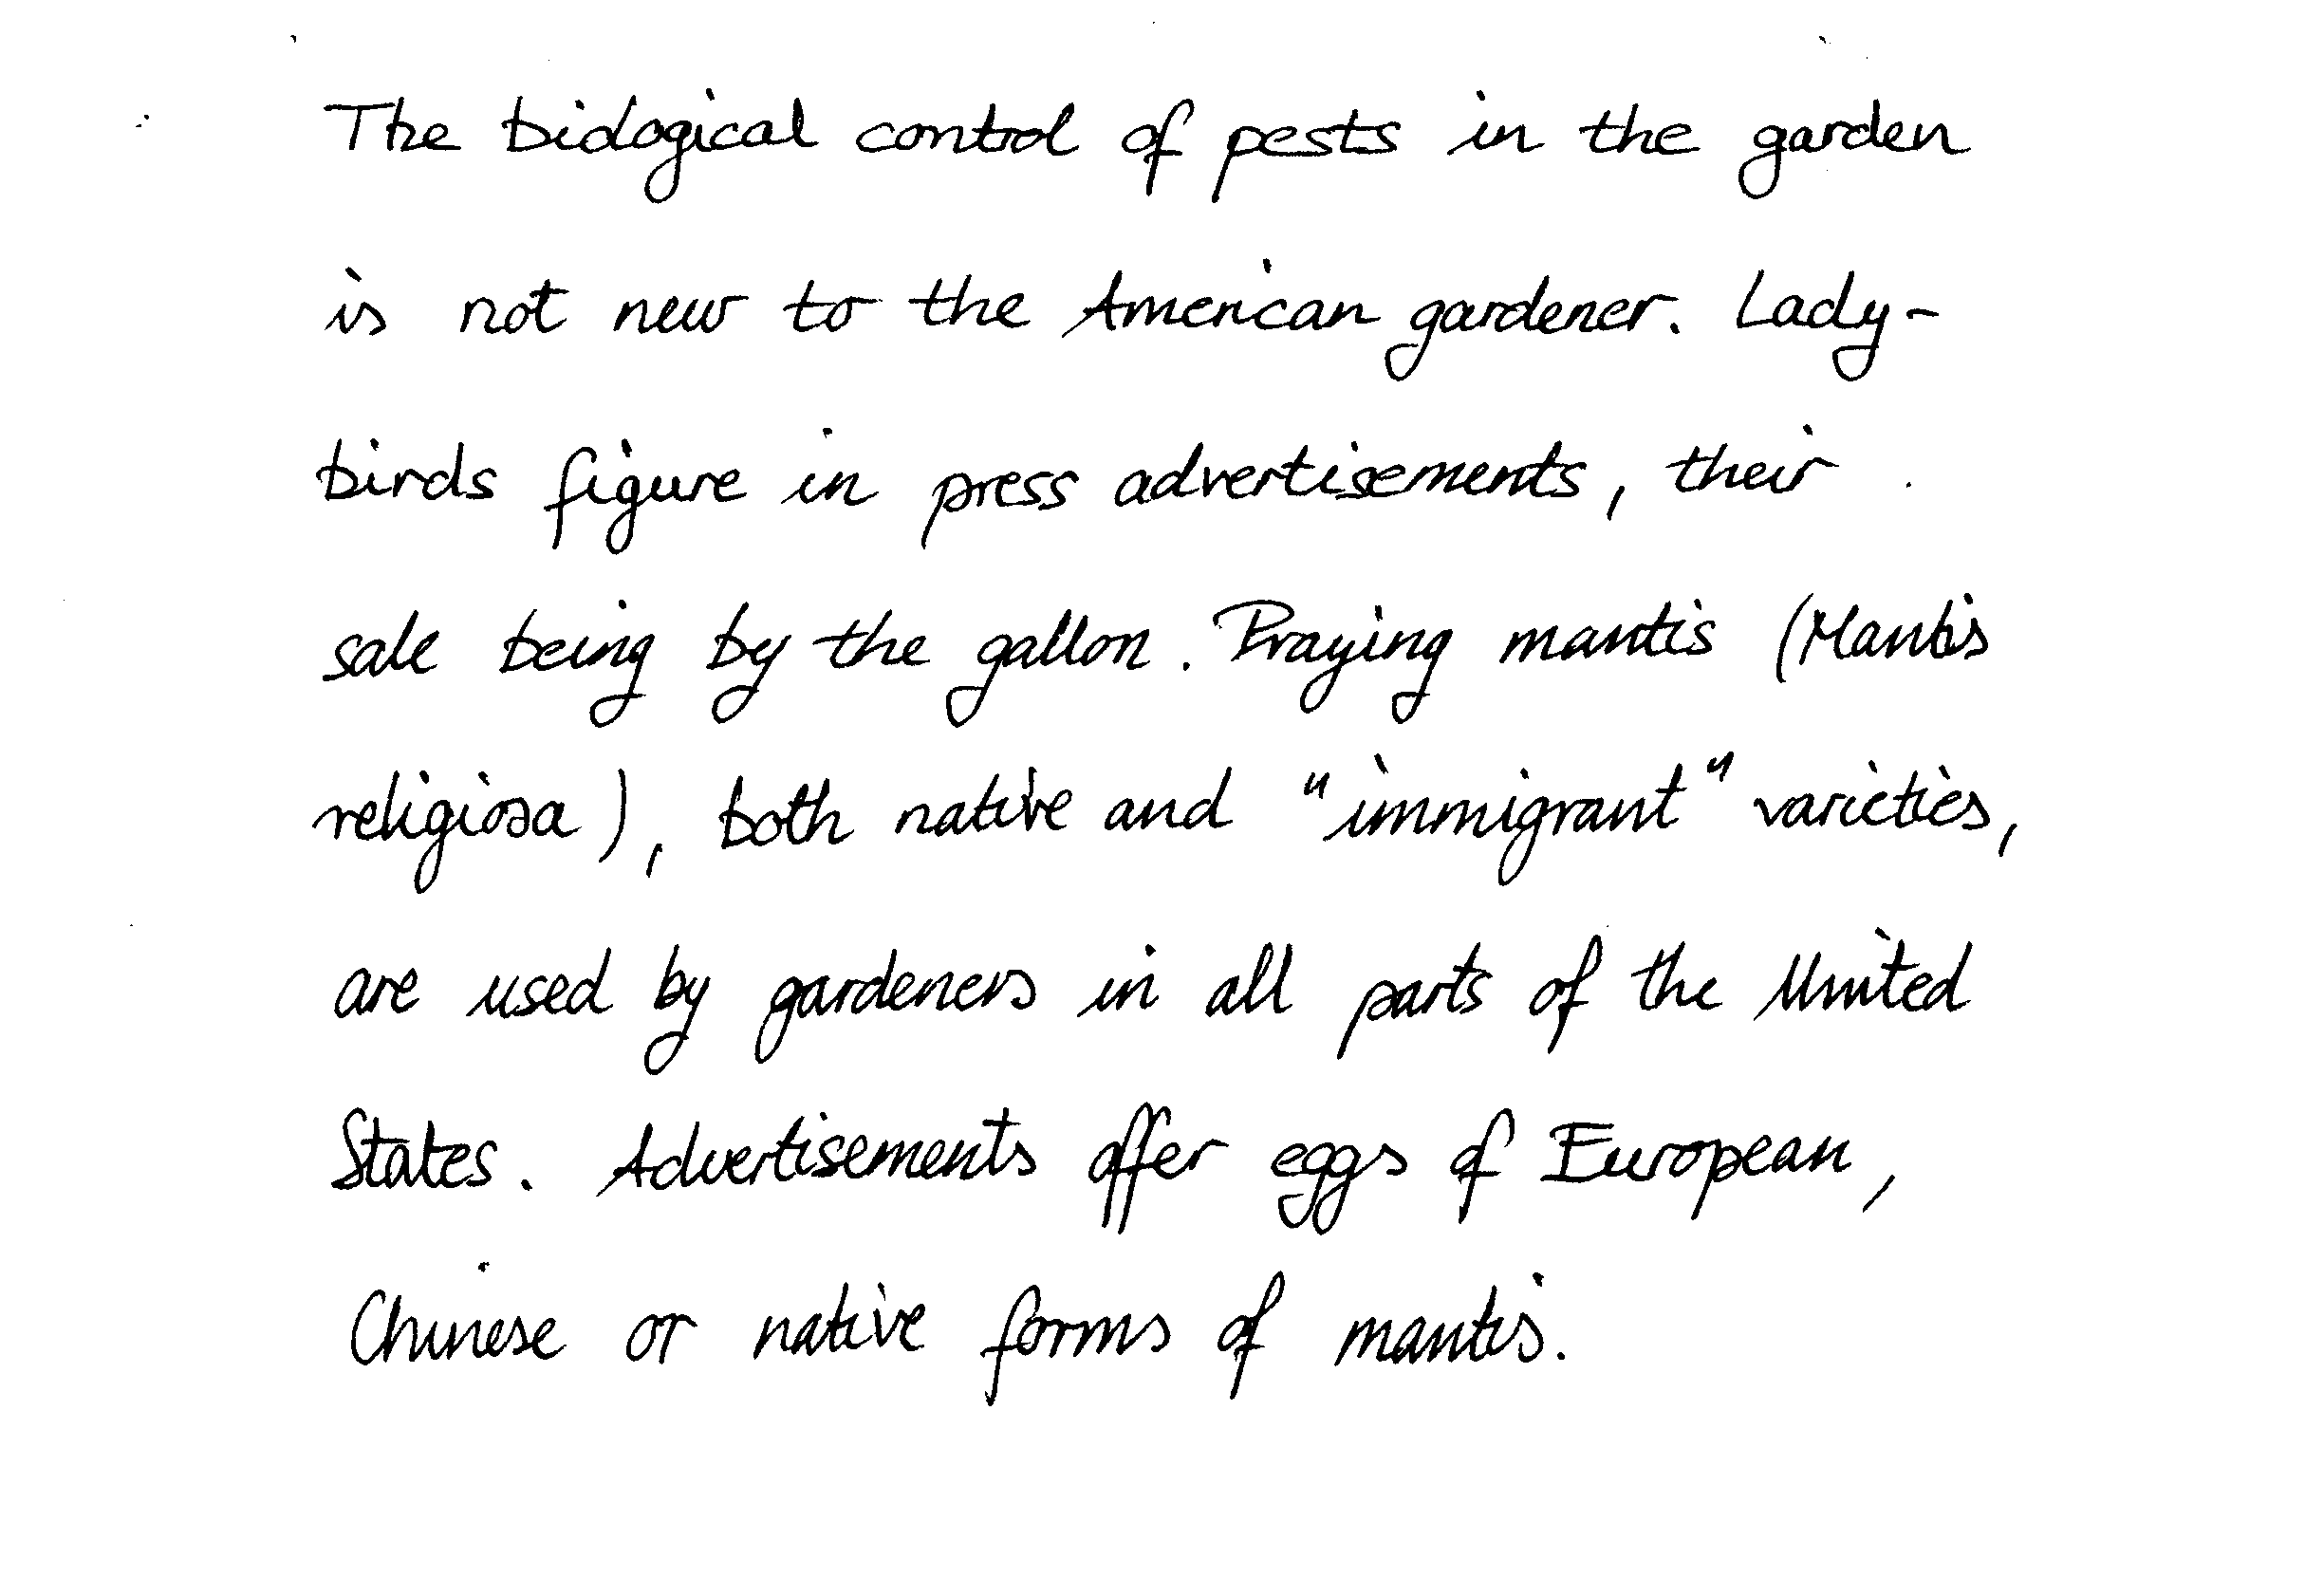 The biological control of pests in the garden
is not new to the American gardener. Lady-
birds figure in press advertisements, their
sale being by the gallon. Praying mantis (Mantis
religiosa), both native and "immigrant" varieties,
are used by gardeners in all parts of the United
States. Advertisements offer eggs of European,
Chinese or native forms of mantis.